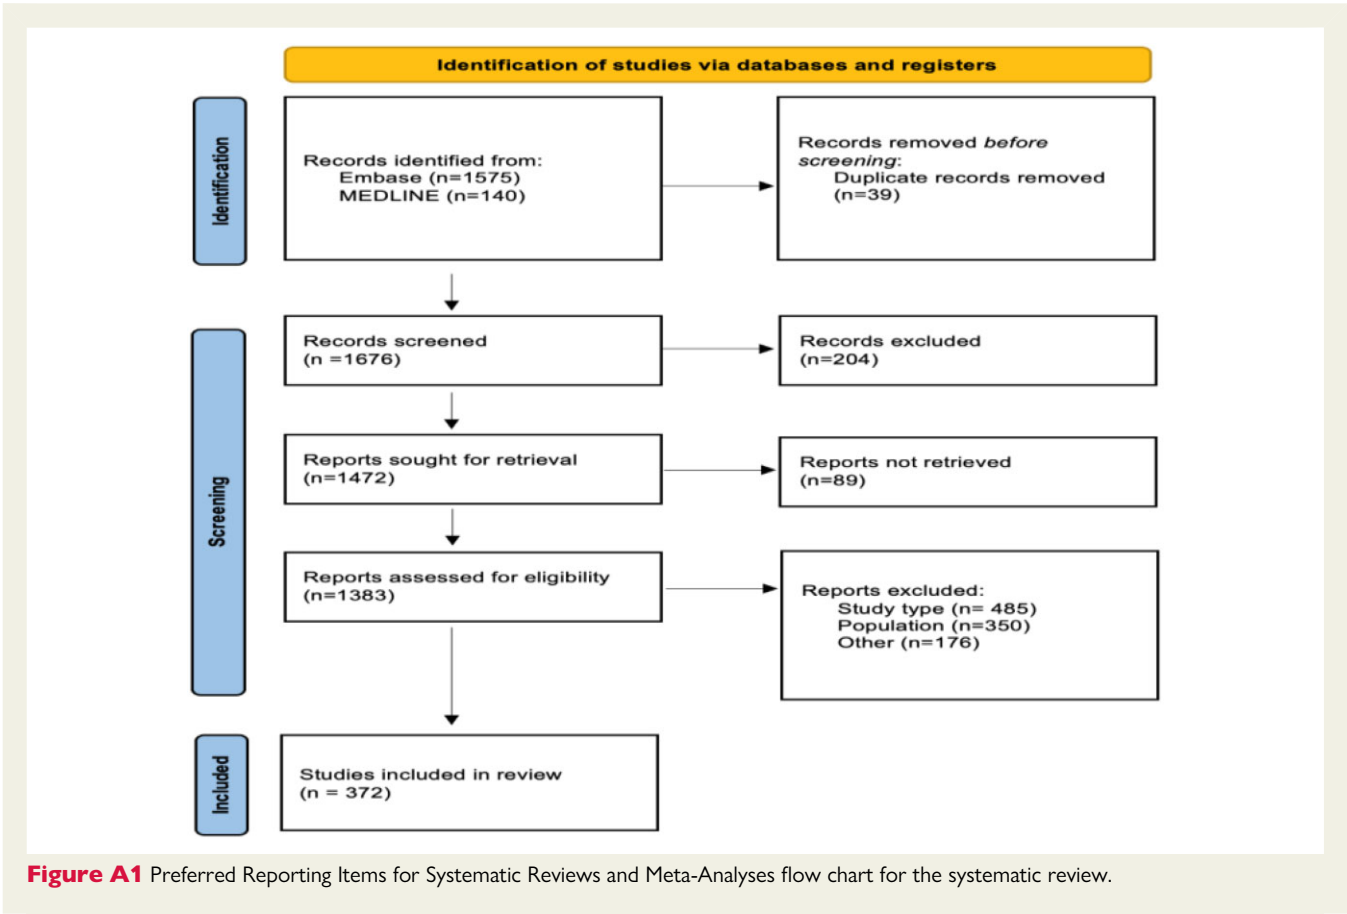 Identification of studies via databases and registers
Identification
Records identified from:
Embase (n=1575)
MEDLINE (n=140)
Records removed before
screening:
Duplicate records removed
(n=39)
Screening
Records screened
(n =1676)
Records excluded
(n=204)
Reports sought for retrieval
(n=1472)
Reports not retrieved
(n=89)
Reports assessed for eligibility
(n=1383)
Reports excluded:
Study type (n= 485)
Population (n=350)
Other (n=176)
Included
Studies included in review
(n = 372)
Figure A1 Preferred Reporting Items for Systematic Reviews and Meta-Analyses flow chart for the systematic review.